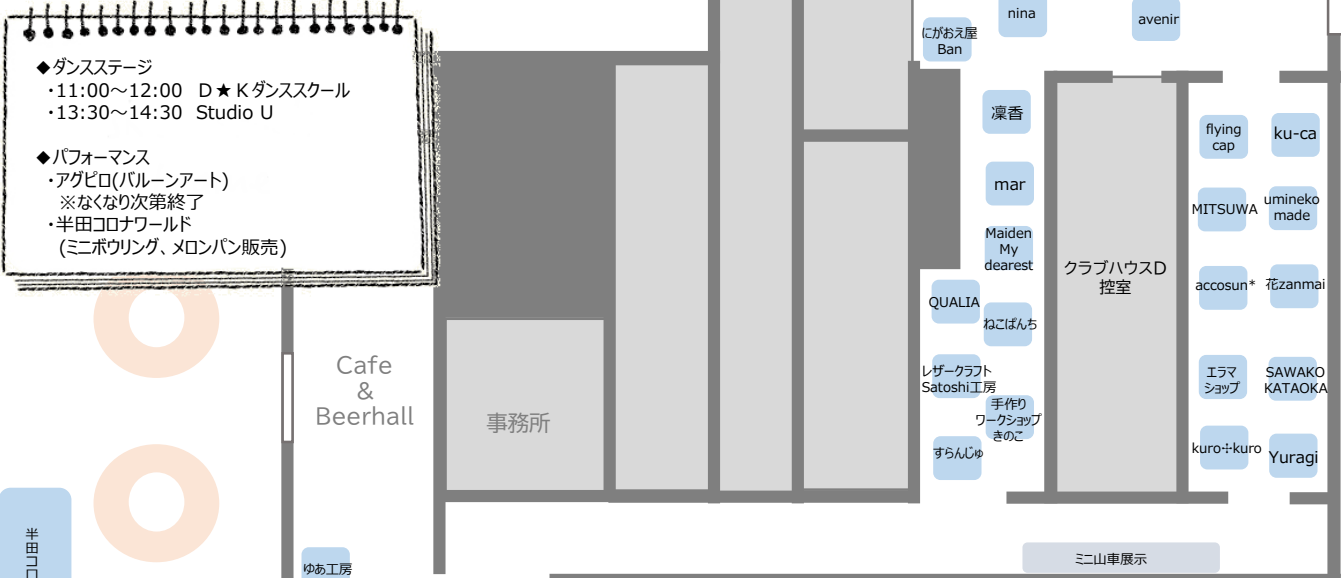 ◆ダンスステージ
・11:00～12:00 D★Kダンススクール
・13:30～14:30 Studio U
◆パフォーマンス
・アグピロ(バルーンアート)
※なくなり次第終了
・半田コロナワールド
(ミニボウリング、メロンパン販売)
Cafe
&
Beerhall
事務所
半田コロ
ゆあ工房
にがおえ屋
Ban
nina
avenir
凜香
mar
Maiden
My
dearest
QUALIA
ねこぱんち
レザークラフト
Satoshi工房
手作り
ワークショップ
きのこ
すらんじゅ
クラブハウスD
控室
flying
cap
ku-ca
MITSUWA
umineko
made
accosun*
花zanmai
エラマ
ショップ
SAWAKO
KATAOKA
kuro÷kuro
Yuragi
ミニ山車展示